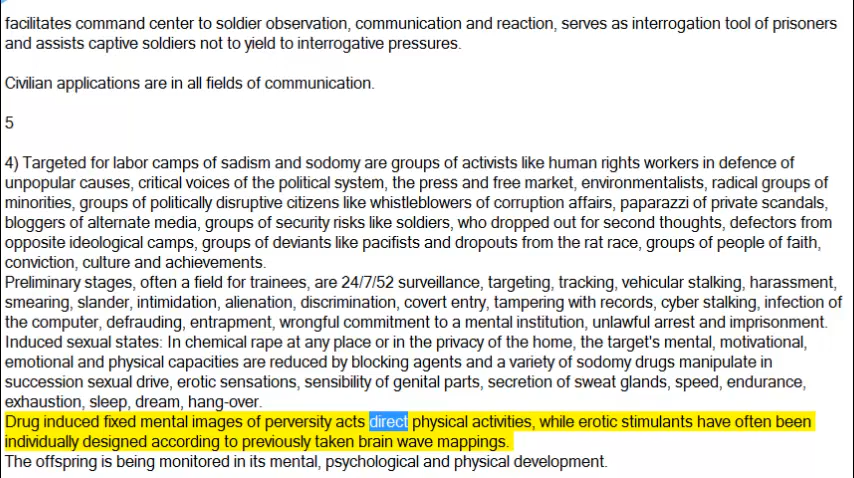 facilitates command center to soldier observation, communication and reaction, serves as interrogation tool of prisoners
and assists captive soldiers not to yield to interrogative pressures.
Civilian applications are in all fields of communication.
5
4) Targeted for labor camps of sadism and sodomy are groups of activists like human rights workers in defence of
unpopular causes, critical voices of the political system, the press and free market, environmentalists, radical groups of
minorities, groups of politically disruptive citizens like whistleblowers of corruption affairs, paparazzi of private scandals,
bloggers of alternate media, groups of security risks like soldiers, who dropped out for second thoughts, defectors from
opposite ideological camps, groups of deviants like pacifists and dropouts from the rat race, groups of people of faith,
conviction, culture and achievements.
Preliminary stages, often a field for trainees, are 24/7/52 surveillance, targeting, tracking, vehicular stalking, harassment,
smearing, slander, intimidation, alienation, discrimination, covert entry, tampering with records, cyber stalking, infection of
the computer, defrauding, entrapment, wrongful commitment to a mental institution, unlawful arrest and imprisonment.
Induced sexual states: In chemical rape at any place or in the privacy of the home, the target's mental, motivational,
emotional and physical capacities are reduced by blocking agents and a variety of sodomy drugs manipulate in
succession sexual drive, erotic sensations, sensibility of genital parts, secretion of sweat glands, speed, endurance,
exhaustion, sleep, dream, hang-over.
Drug induced fixed mental images of perversity acts direct physical activities, while erotic stimulants have often been
individually designed according to previously taken brain wave mappings.
The offspring is being monitored in its mental, psychological and physical development.